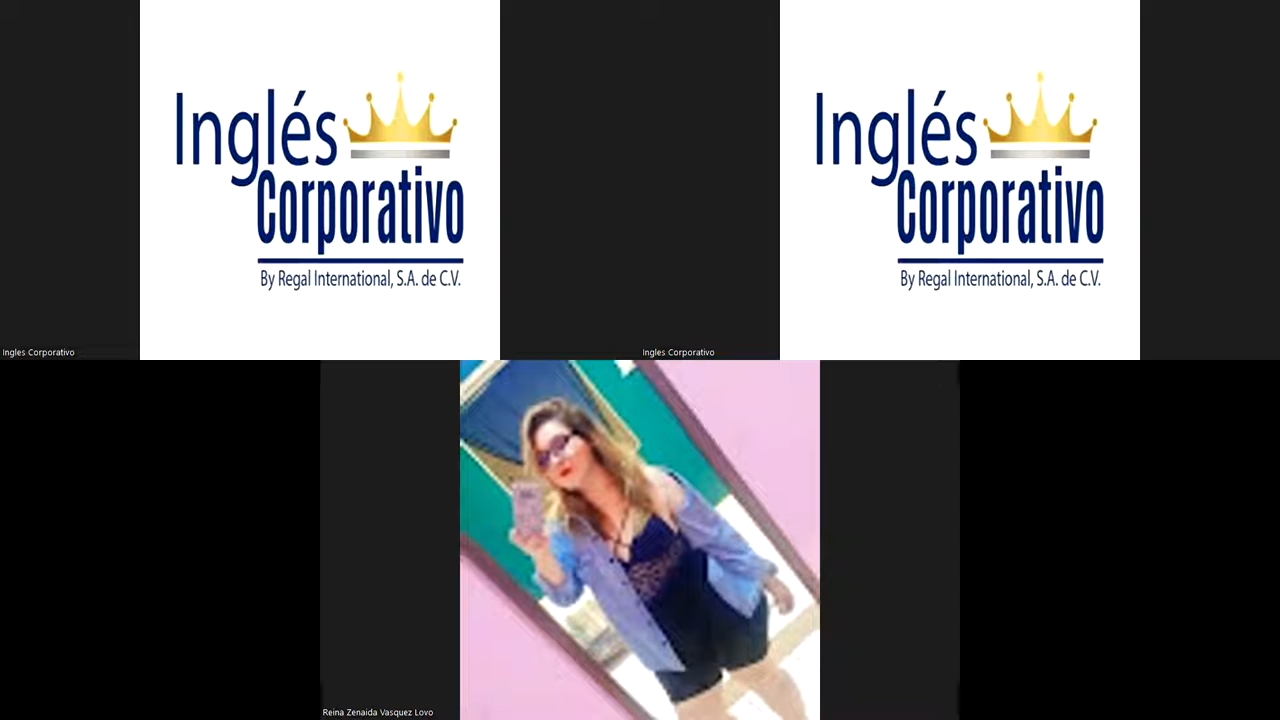 Inglés
Corporativo
By Regal International, S.A. de C.V.
Inglés
Corporativo
By Regal International, S.A. de C.V.
Ingles Corporativo
Ingles Corporativo
Reina Zenaida Vasquez Lovo